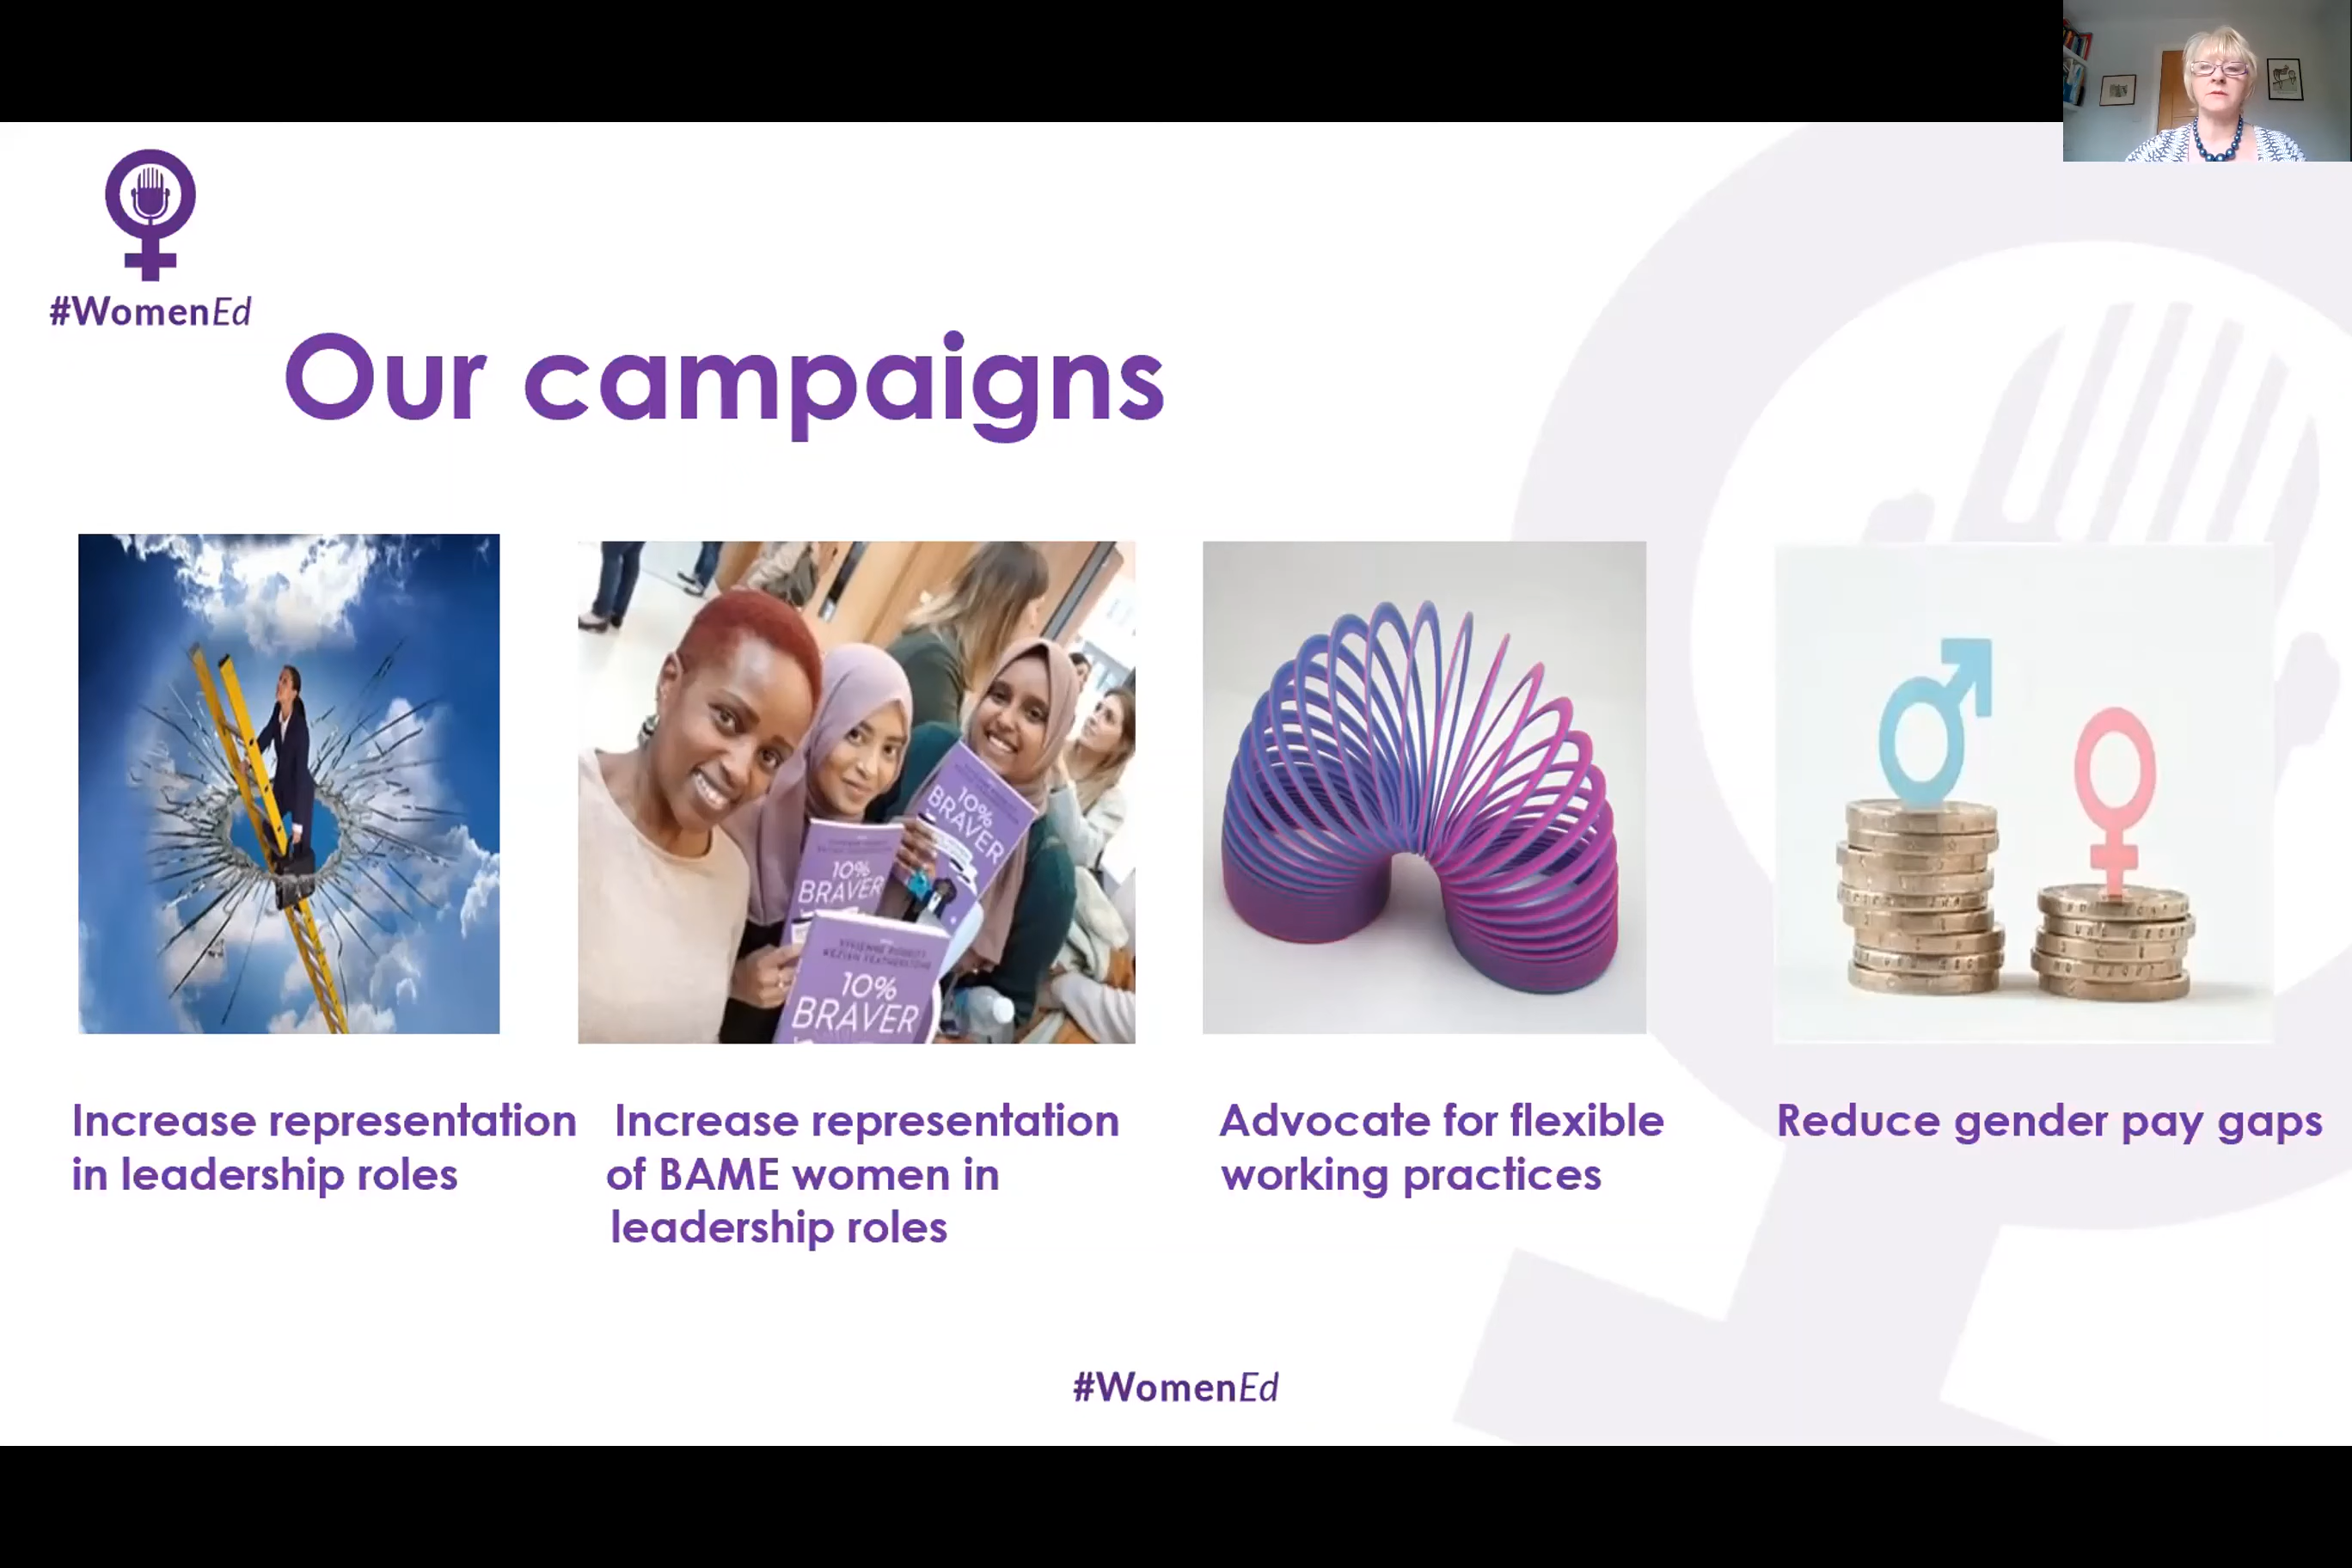 #WomenEd
Our campaigns
10%
BRAVER
10%
BRAVER
10%
BRAVER
Increase representation
in leadership roles
Increase representation
of BAME women in
leadership roles
Advocate for flexible
working practices
Reduce gender pay gaps
#WomenEd